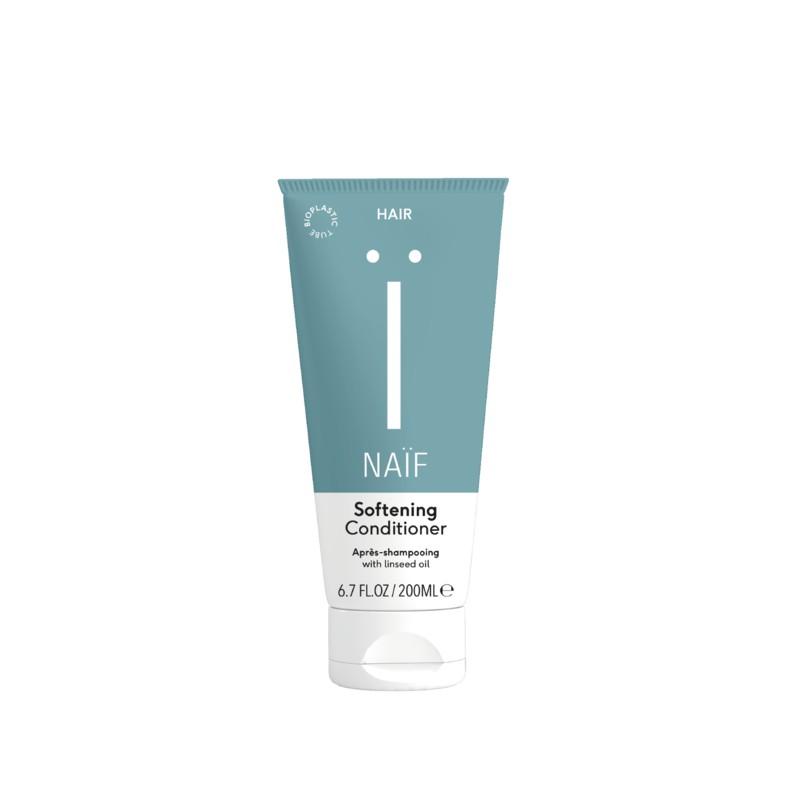 BIOPLASTIC TUBE
HAIR
Ï
NAÏF
Softening
Conditioner
Après-shampooing
with linseed oil
6.7 FL.OZ/200ML℮